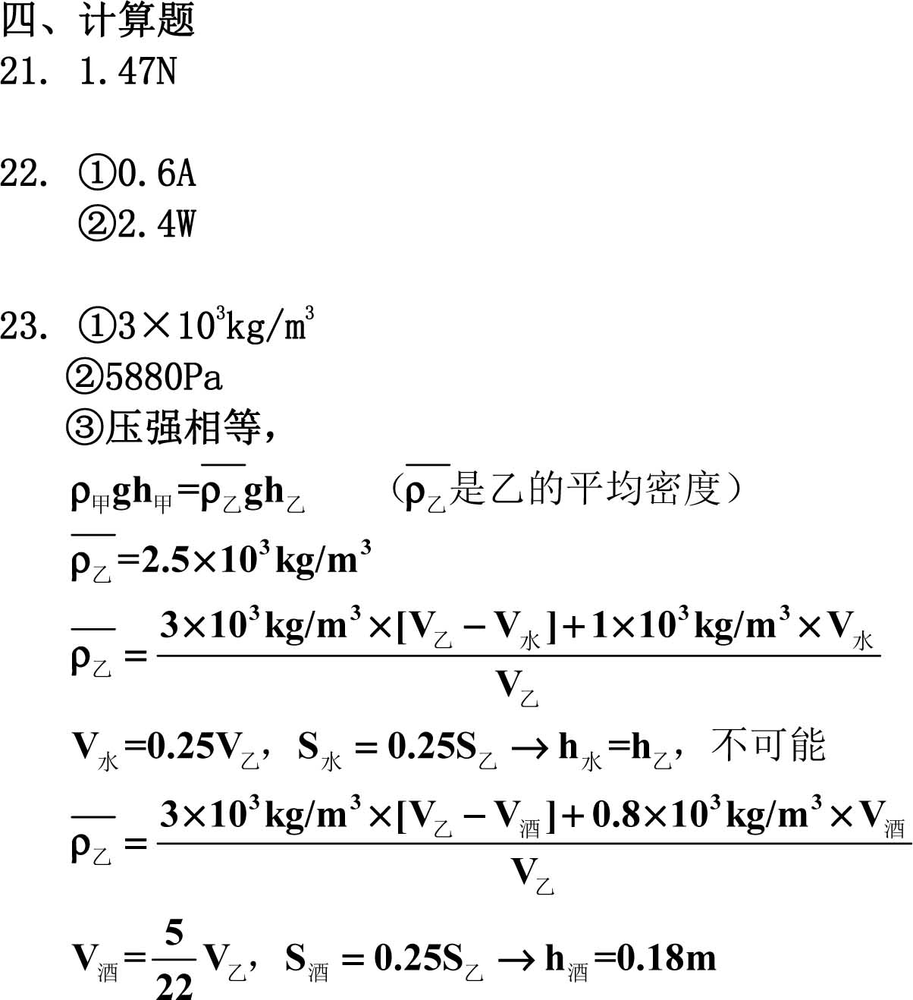 四、计算题
21. 1.47N
22. ①0.6A
②2.4W
23. ①3×10³kg/m³
②5880Pa
③压强相等，
ρ甲gh甲=ρ乙gh乙 （ρ乙是乙的平均密度）
ρ乙=2.5×10³kg/m³
ρ乙=3×10³kg/m³×[V乙-V水]+1×10³kg/m³×V水/V乙
V水=0.25V乙，S水=0.25S乙→h水=h乙，不可能
ρ乙=3×10³kg/m³×[V乙-V酒]+0.8×10³kg/m³×V酒/V乙
V酒=5/22V乙，S酒=0.25S乙→h酒=0.18m